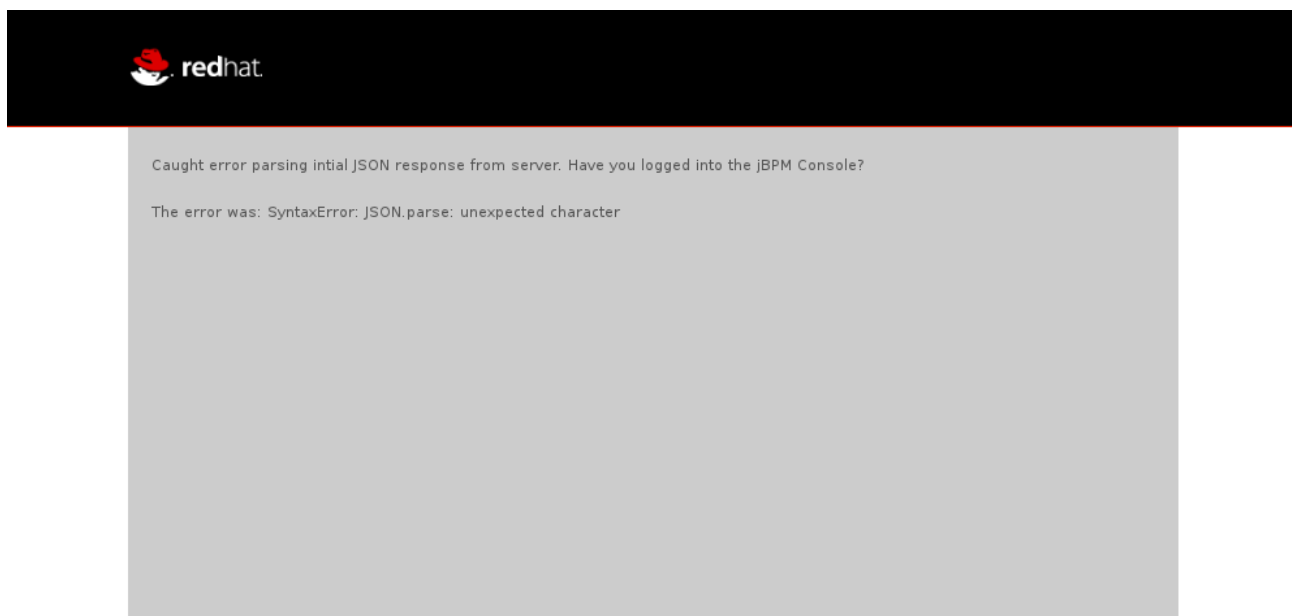 redhat.
Caught error parsing intial JSON response from server. Have you logged into the jBPM Console?
The error was: SyntaxError: JSON.parse: unexpected character